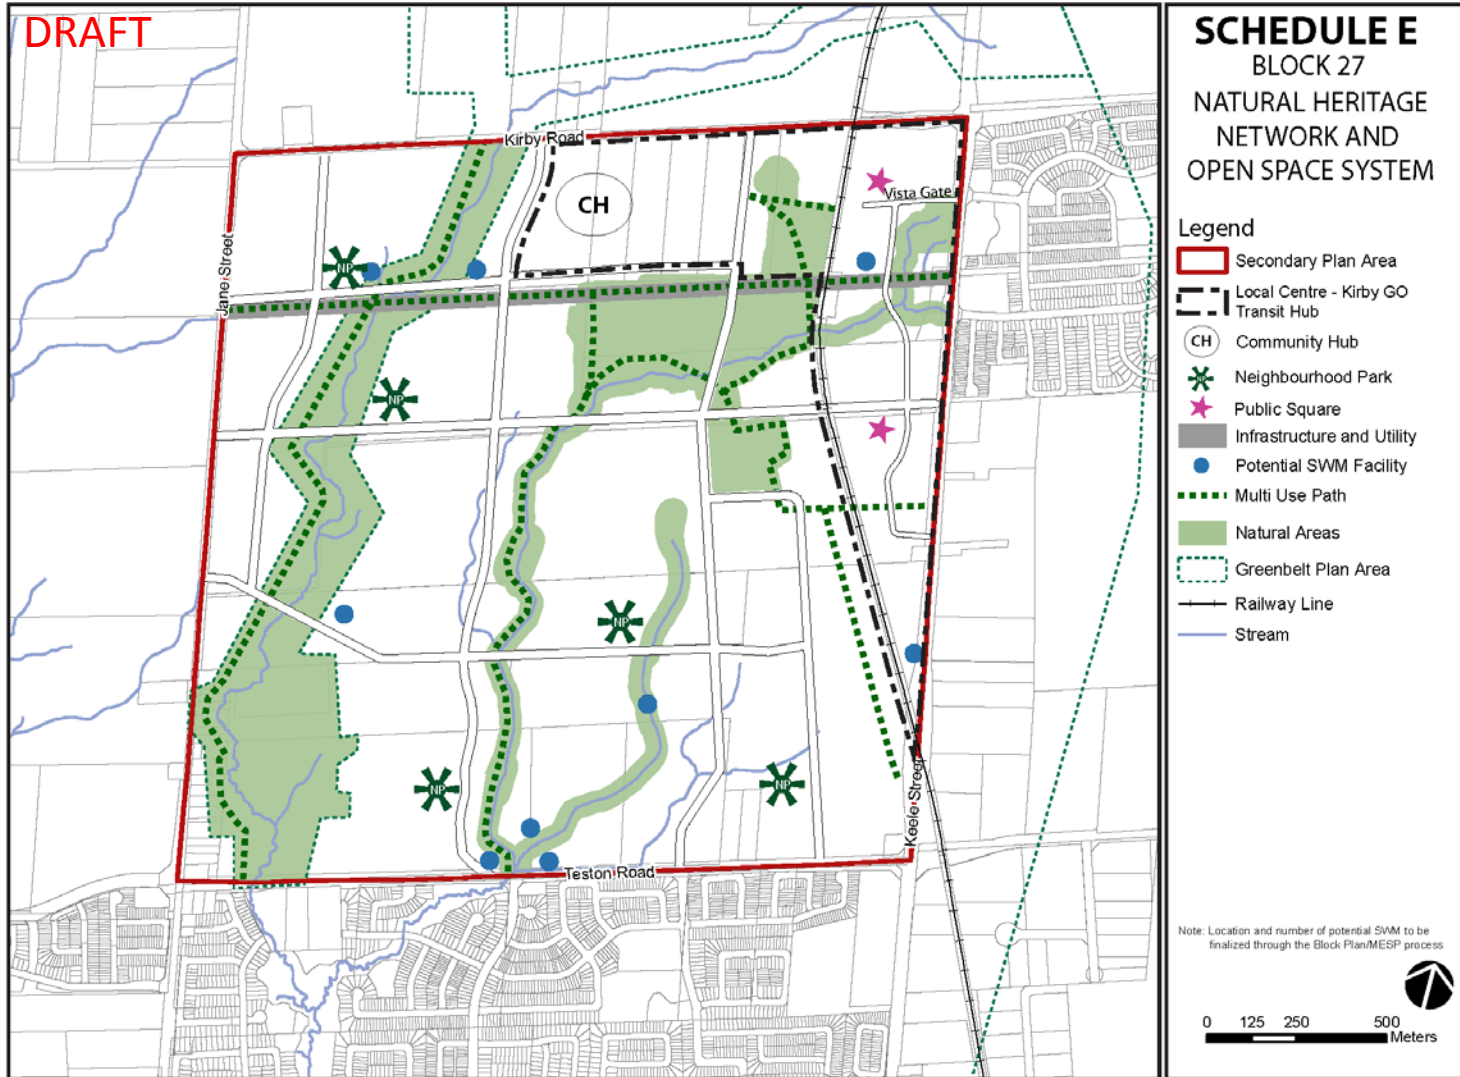 DRAFT
SCHEDULE E
BLOCK 27
NATURAL HERITAGE
NETWORK AND
OPEN SPACE SYSTEM
Legend
Secondary Plan Area
Local Centre - Kirby GO
Transit Hub
CH
Community Hub
NP
Neighbourhood Park
Public Square
Infrastructure and Utility
Potential SWM Facility
Multi Use Path
Natural Areas
Greenbelt Plan Area
Railway Line
Stream
Note: Location and number of potential SWM to be
finalized through the Block Plan/MESP process
0 125 250 500
Meters
Kirby Road
CH
Vista Gate
Jane Street
NP
NP
NP
NP
NP
Keele Street
Teston Road